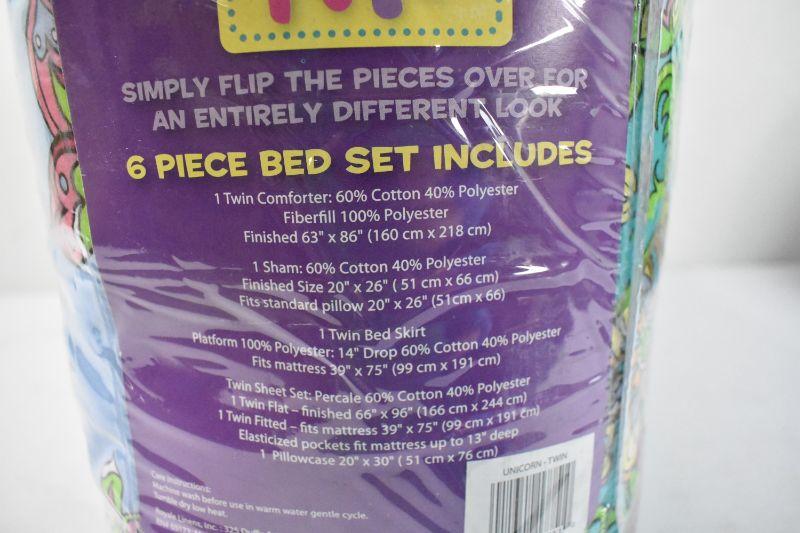 SIMPLY FLIP THE PIECES OVER FOR
AN ENTIRELY DIFFERENT LOOK
6 PIECE BED SET INCLUDES
1 Twin Comforter: 60% Cotton 40% Polyester
Fiberfill 100% Polyester
Finished 63" x 86" (160 cm x 218 cm)
1 Sham: 60% Cotton 40% Polyester
Finished Size 20" x 26" ( 51 cm x 66 cm)
Fits standard pillow 20" x 26" (51cm x 66)
1 Twin Bed Skirt
Platform 100% Polyester: 14" Drop 60% Cotton 40% Polyester
Fits mattress 39" x 75" (99 cm x 191 cm)
Twin Sheet Set: Percale 60% Cotton 40% Polyester
1 Twin Flat – finished 66" x 96" (166 cm x 244 cm)
1 Twin Fitted – fits mattress 39" x 75" (99 cm x 191 cm)
Elasticized pockets fit mattress up to 13" deep
1 Pillowcase 20" x 30" ( 51 cm x 76 cm)
UNICORN - TWIN
Care Instructions:
Machine wash before use in warm water gentle cycle.
Tumble dry low heat.
Royale Linens, Inc. 325